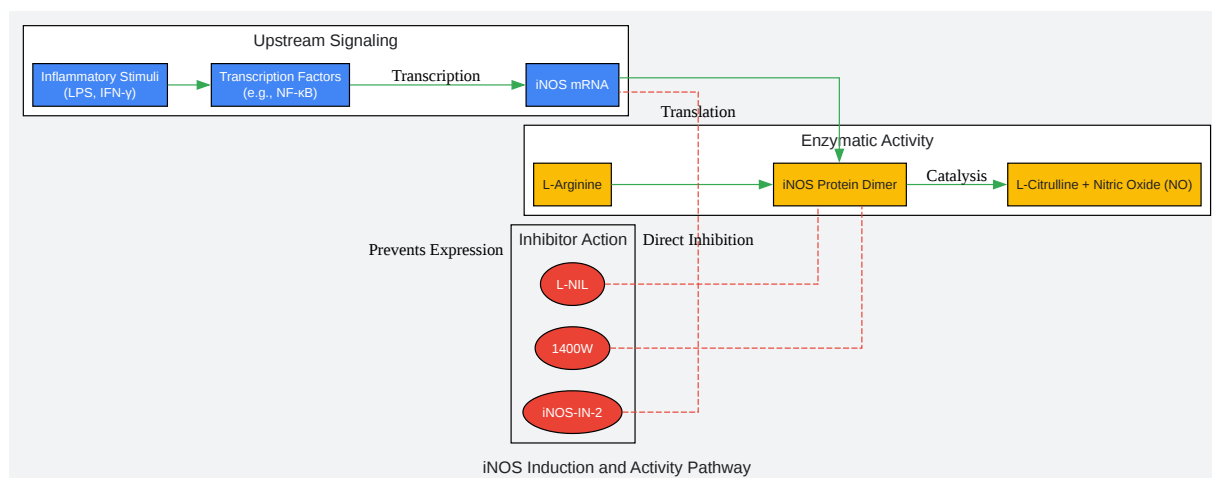 Upstream Signaling
Inflammatory Stimuli
(LPS, IFN-γ)
Transcription Factors
(e.g., NF-κB)
Transcription
iNOS mRNA
Translation
Enzymatic Activity
L-Arginine
iNOS Protein Dimer
Catalysis
L-Citrulline + Nitric Oxide (NO)
Prevents Expression
Inhibitor Action
Direct Inhibition
L-NIL
1400W
iNOS-IN-2
iNOS Induction and Activity Pathway